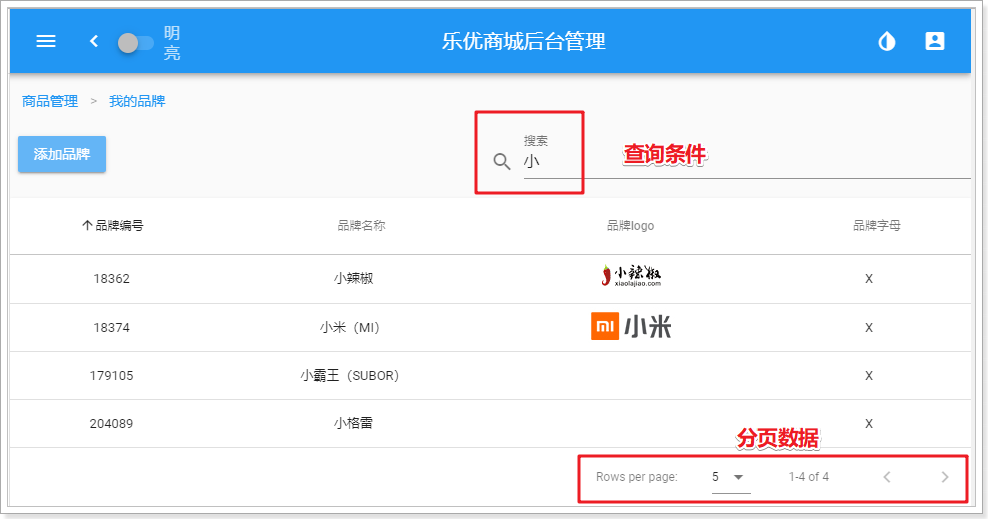 明亮
乐优商城后台管理
商品管理 > 我的品牌
添加品牌
搜索
小
查询条件
品牌编号 品牌名称 品牌logo 品牌字母
18362 小辣椒 小辣椒 xiaolajiao.com X
18374 小米（MI） mi 小米 X
179105 小霸王（SUBOR） X
204089 小格雷 X
分页数据
Rows per page: 5 1-4 of 4